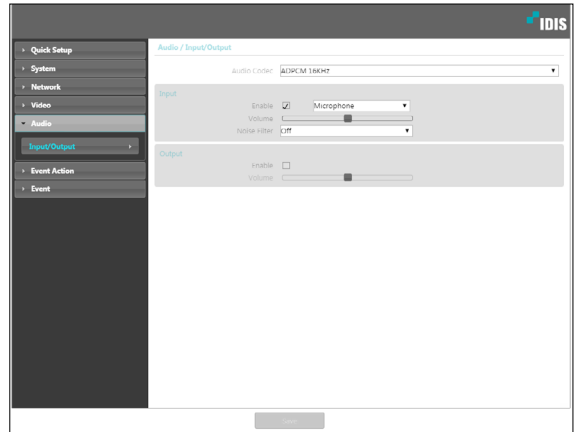 IDIS
Quick Setup
System
Network
Video
Audio
Input/Output
Event Action
Event
Audio / Input/Output
Audio Codec ADPCM 16KHz
Input
Enable Microphone
Volume
Noise Filter Off
Output
Enable
Volume
Save